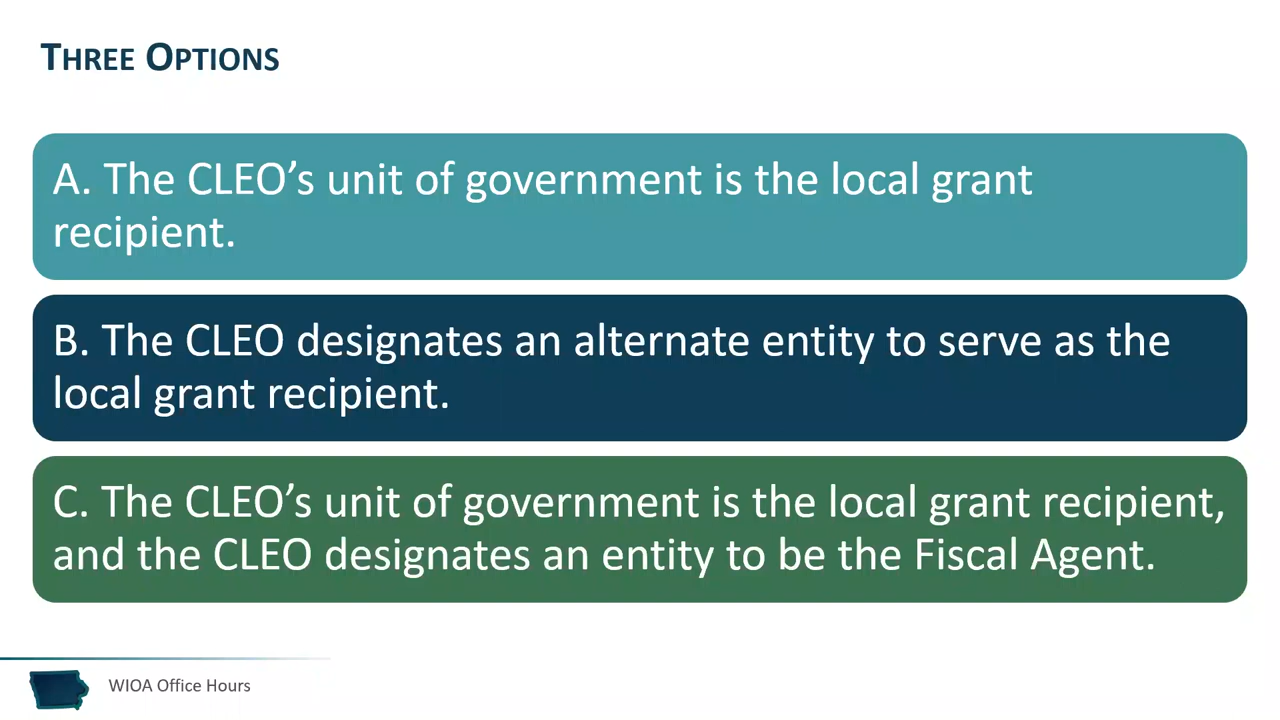 THREE OPTIONS
A. The CLEO’s unit of government is the local grant
recipient.
B. The CLEO designates an alternate entity to serve as the
local grant recipient.
C. The CLEO’s unit of government is the local grant recipient,
and the CLEO designates an entity to be the Fiscal Agent.
WIOA Office Hours